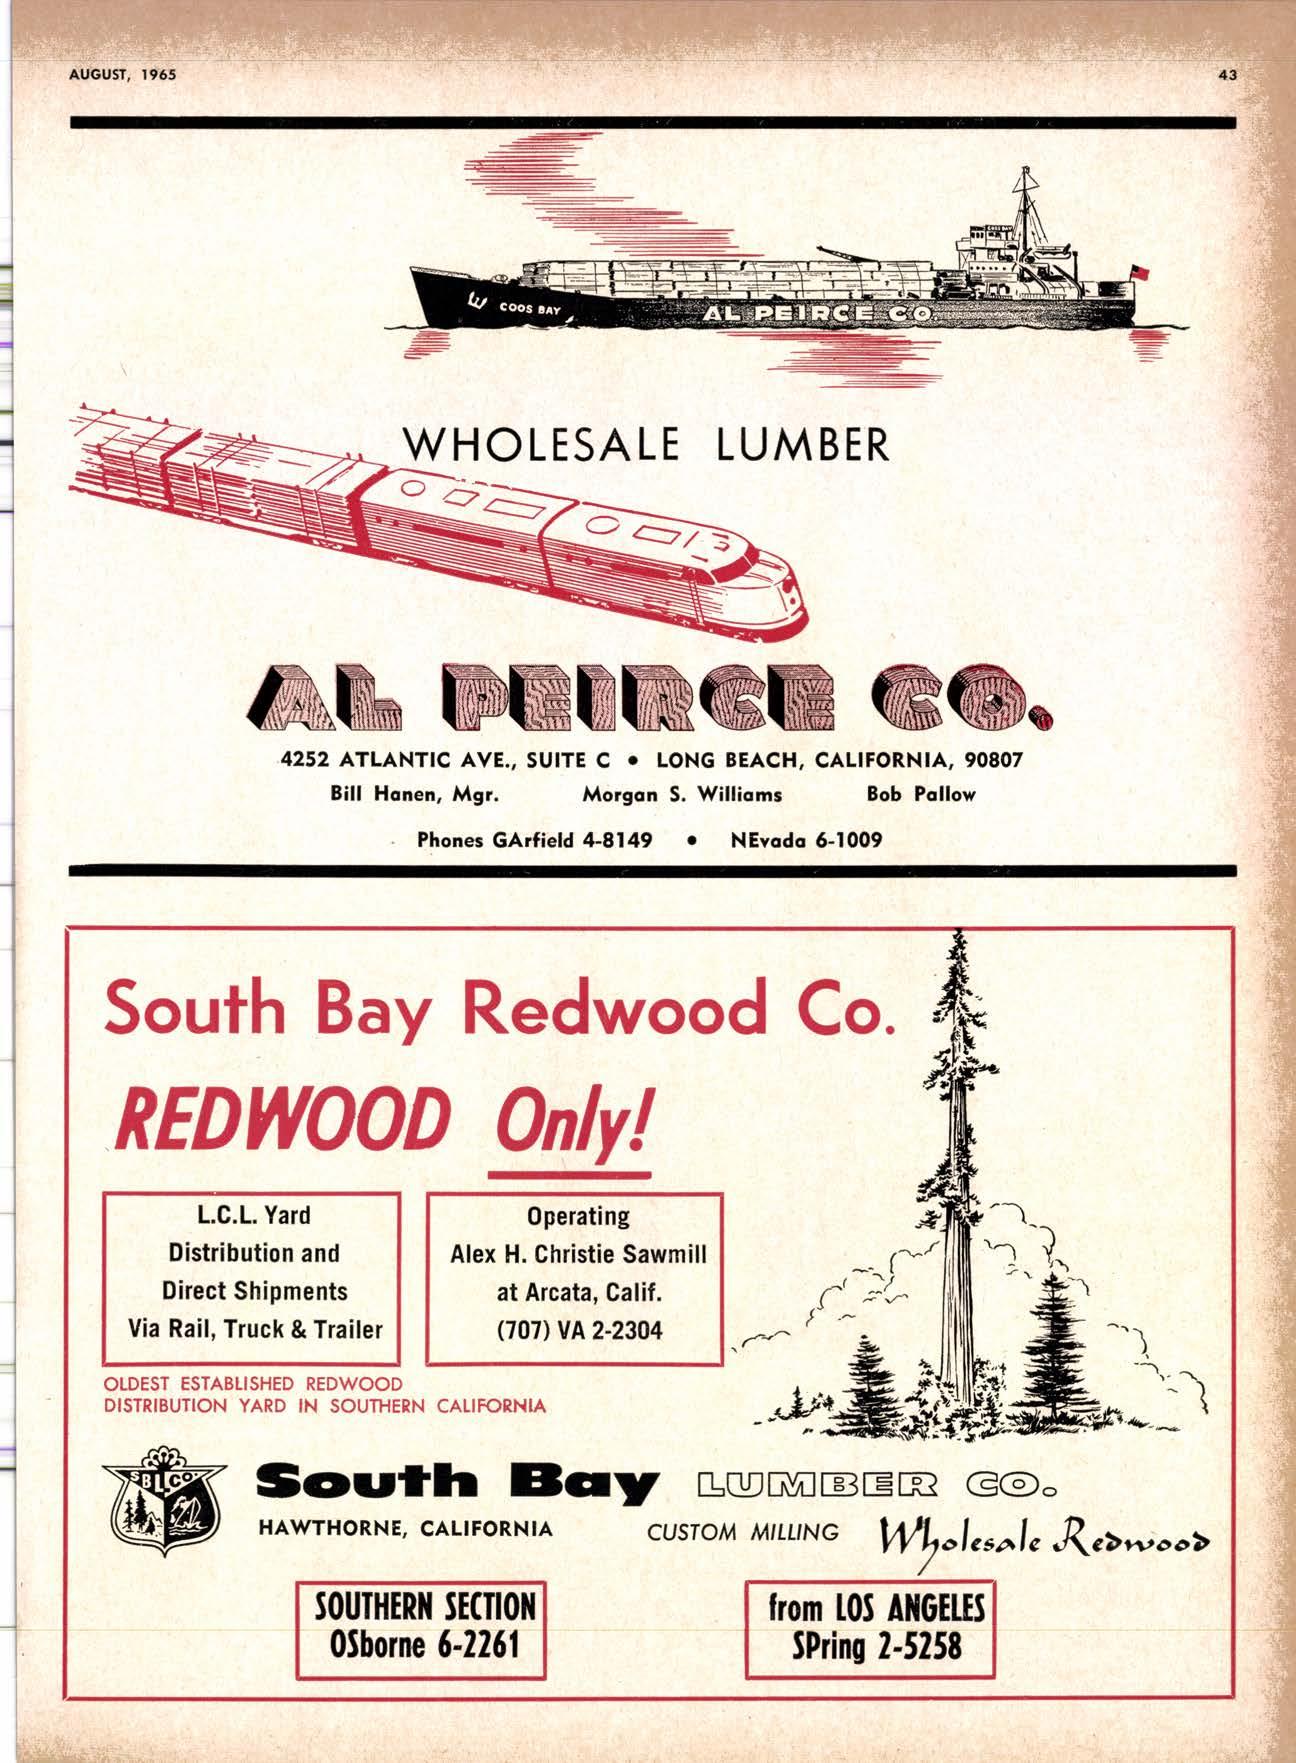 AUGUST, 1965
43
COOS BAY
COOS BAY
AL PEIRCE CO.
WHOLESALE LUMBER
AL PEIRCE CO.
4252 ATLANTIC AVE., SUITE C • LONG BEACH, CALIFORNIA, 90807
Bill Hanen, Mgr. Morgan S. Williams Bob Pallow
Phones GArfield 4-8149 • NEvada 6-1009
South Bay Redwood Co.
REDWOOD Only!
L.C.L. Yard
Distribution and
Direct Shipments
Via Rail, Truck & Trailer
Operating
Alex H. Christie Sawmill
at Arcata, Calif.
(707) VA 2-2304
OLDEST ESTABLISHED REDWOOD
DISTRIBUTION YARD IN SOUTHERN CALIFORNIA
SBLCO.
South Bay LUMBER CO.
HAWTHORNE, CALIFORNIA CUSTOM MILLING Wholesale Redwood
SOUTHERN SECTION
OSborne 6-2261
from LOS ANGELES
SPring 2-5258